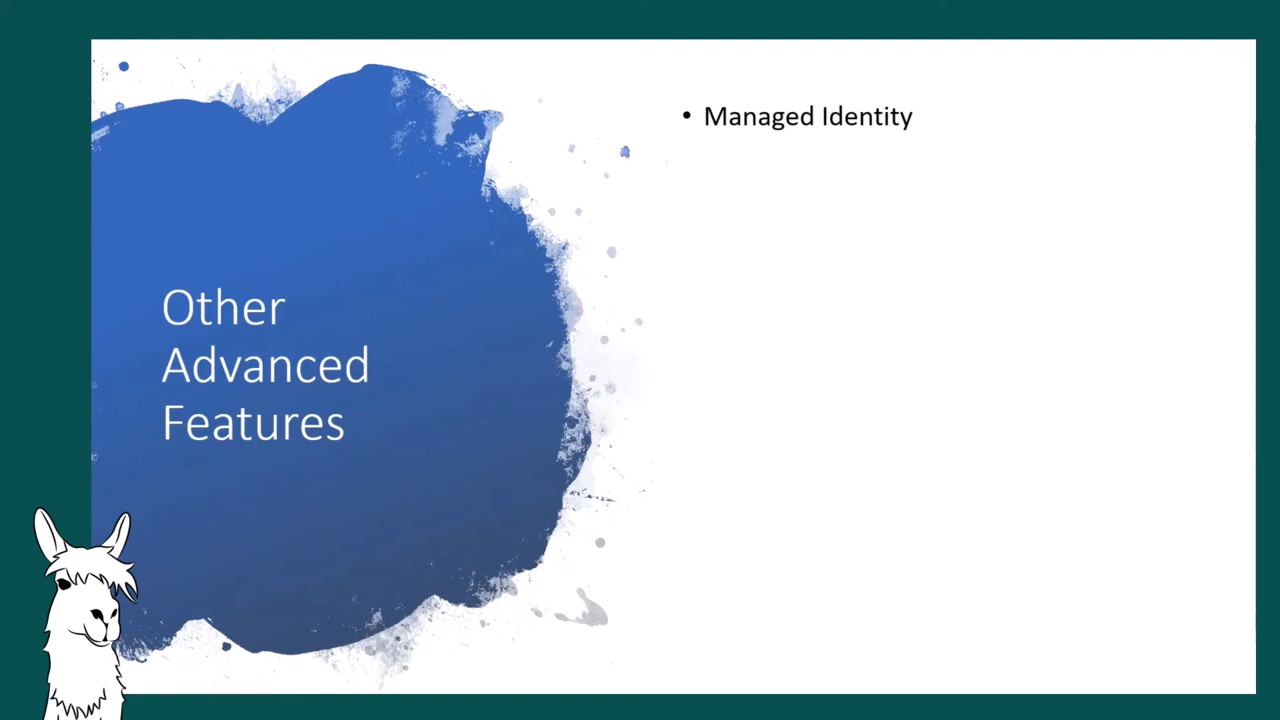 Other
Advanced
Features
• Managed Identity